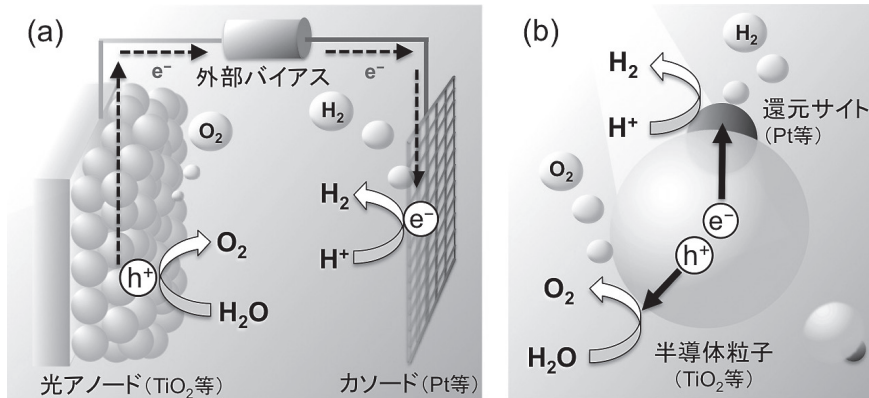 (a)
e⁻
外部バイアス
e⁻
O₂
H₂
H₂
H⁺
e⁻
h⁺
O₂
H₂O
光アノード(TiO₂等)
カソード(Pt等)
(b)
H₂
H₂
H⁺
還元サイト
(Pt等)
O₂
e⁻
h⁺
O₂
H₂O
半導体粒子
(TiO₂等)